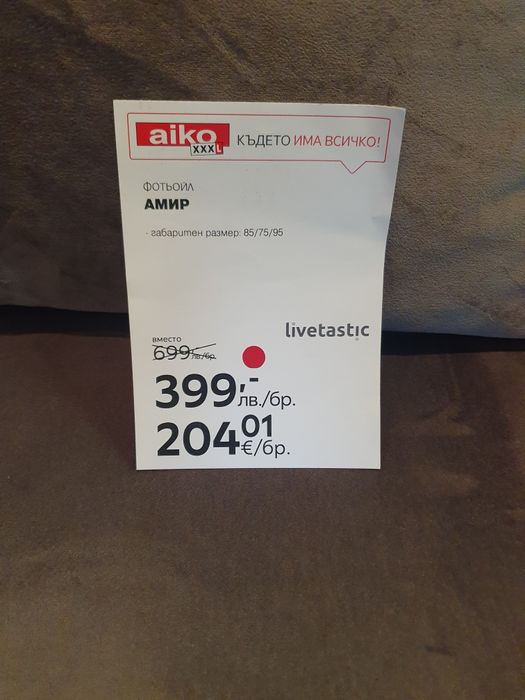 aiko
XXXL
КЪДЕТО ИМА ВСИЧКО!
ФОТЬОЙЛ
АМИР
- габаритен размер: 85/75/95
livetastic
вместо
699 лв./бр.
399,- лв./бр.
204 01 €/бр.